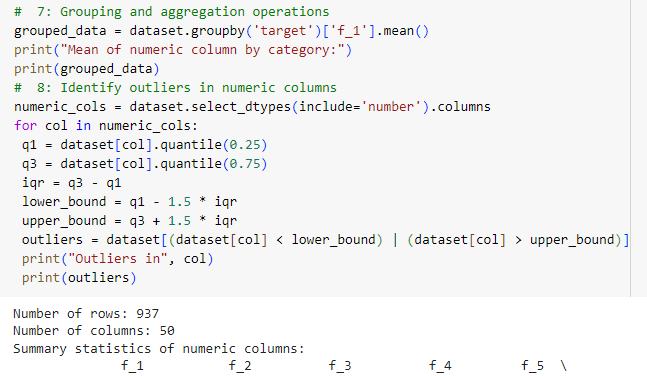 #  7: Grouping and aggregation operations
grouped_data = dataset.groupby('target')['f_1'].mean()
print("Mean of numeric column by category:")
print(grouped_data)
#  8: Identify outliers in numeric columns
numeric_cols = dataset.select_dtypes(include='number').columns
for col in numeric_cols:
 q1 = dataset[col].quantile(0.25)
 q3 = dataset[col].quantile(0.75)
 iqr = q3 - q1
 lower_bound = q1 - 1.5 * iqr
 upper_bound = q3 + 1.5 * iqr
 outliers = dataset[(dataset[col] < lower_bound) | (dataset[col] > upper_bound)]
 print("Outliers in", col)
 print(outliers)
Number of rows: 937
Number of columns: 50
Summary statistics of numeric columns:
              f_1          f_2          f_3          f_4          f_5  \